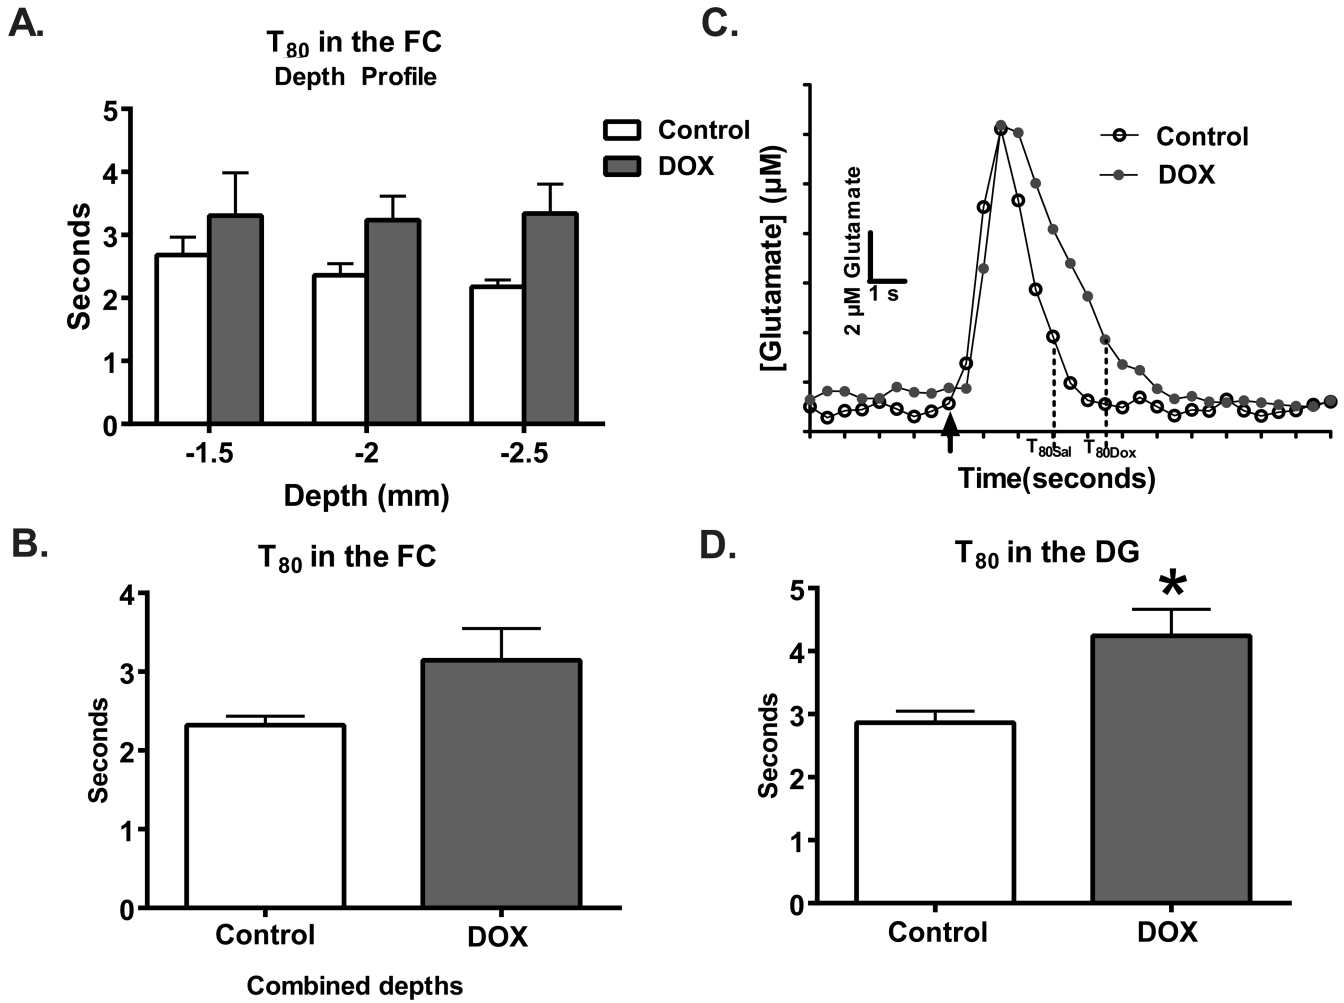 A.
T80 in the FC
Depth Profile
5
4
3
2
1
0
Seconds
-1.5
-2
-2.5
Depth (mm)
Control
DOX
C.
[Glutamate] (µM)
2 µM Glutamate
1 s
Control
DOX
T80Sal
T80Dox
Time(seconds)
B.
T80 in the FC
4
3
2
1
0
Seconds
Control
DOX
Combined depths
D.
T80 in the DG
*
5
4
3
2
1
0
Seconds
Control
DOX